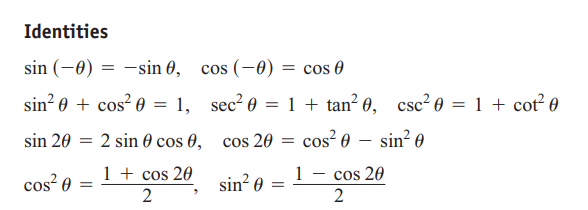 Identities
sin (−θ) = −sin θ, cos (−θ) = cos θ
sin² θ + cos² θ = 1, sec² θ = 1 + tan² θ, csc² θ = 1 + cot² θ
sin 2θ = 2 sin θ cos θ, cos 2θ = cos² θ − sin² θ
cos² θ = (1 + cos 2θ)/2, sin² θ = (1 − cos 2θ)/2